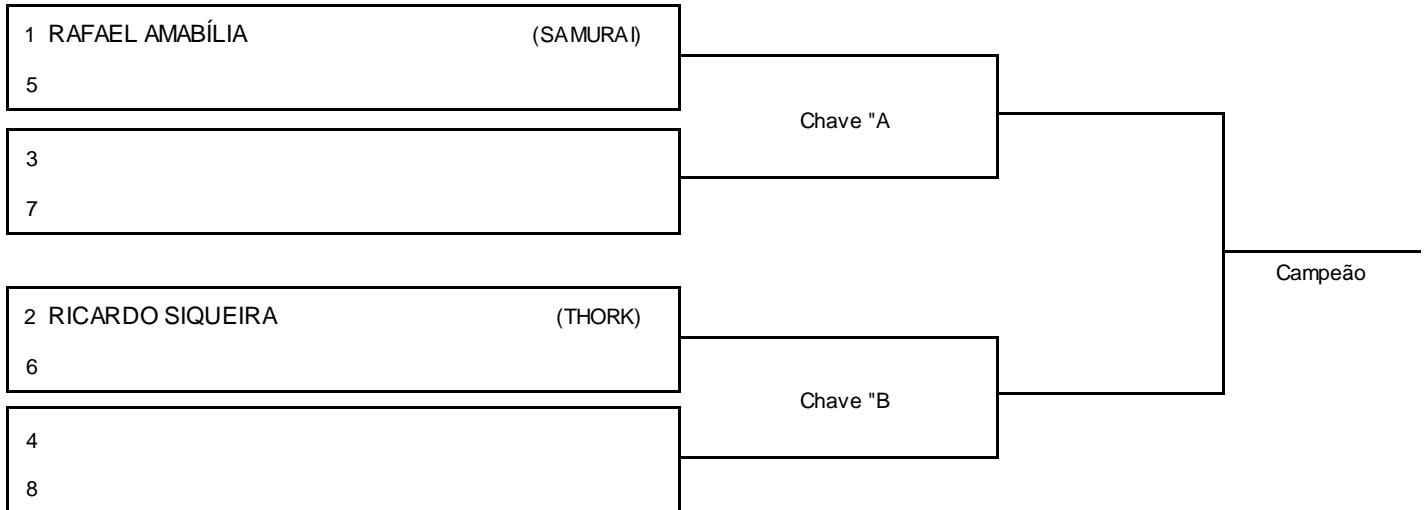 1 RAFAEL AMABÍLIA (SAMURAI)
5
Chave "A
3
7
Campeão
2 RICARDO SIQUEIRA (THORK)
6
Chave "B
4
8